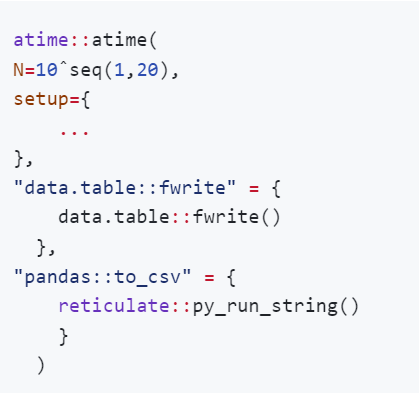 atime::atime(
N=10^seq(1,20),
setup={
    ...
},
"data.table::fwrite" = {
    data.table::fwrite()
  },
"pandas::to_csv" = {
    reticulate::py_run_string()
    }
  )